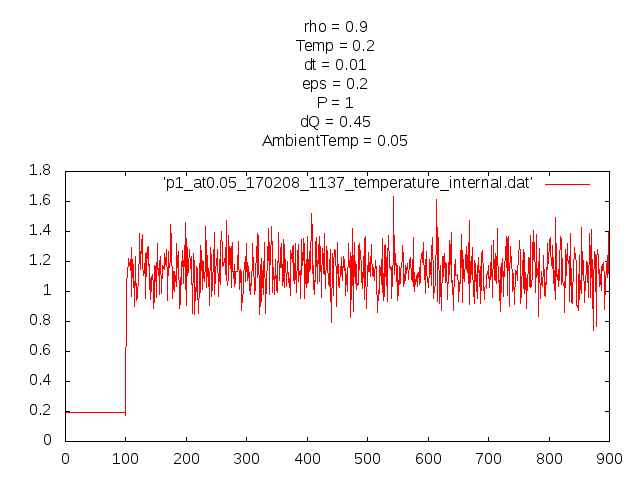 rho = 0.9
Temp = 0.2
dt = 0.01
eps = 0.2
P = 1
dQ = 0.45
AmbientTemp = 0.05
'p1_at0.05_170208_1137_temperature_internal.dat'
1.8
1.6
1.4
1.2
1
0.8
0.6
0.4
0.2
0
0 100 200 300 400 500 600 700 800 900